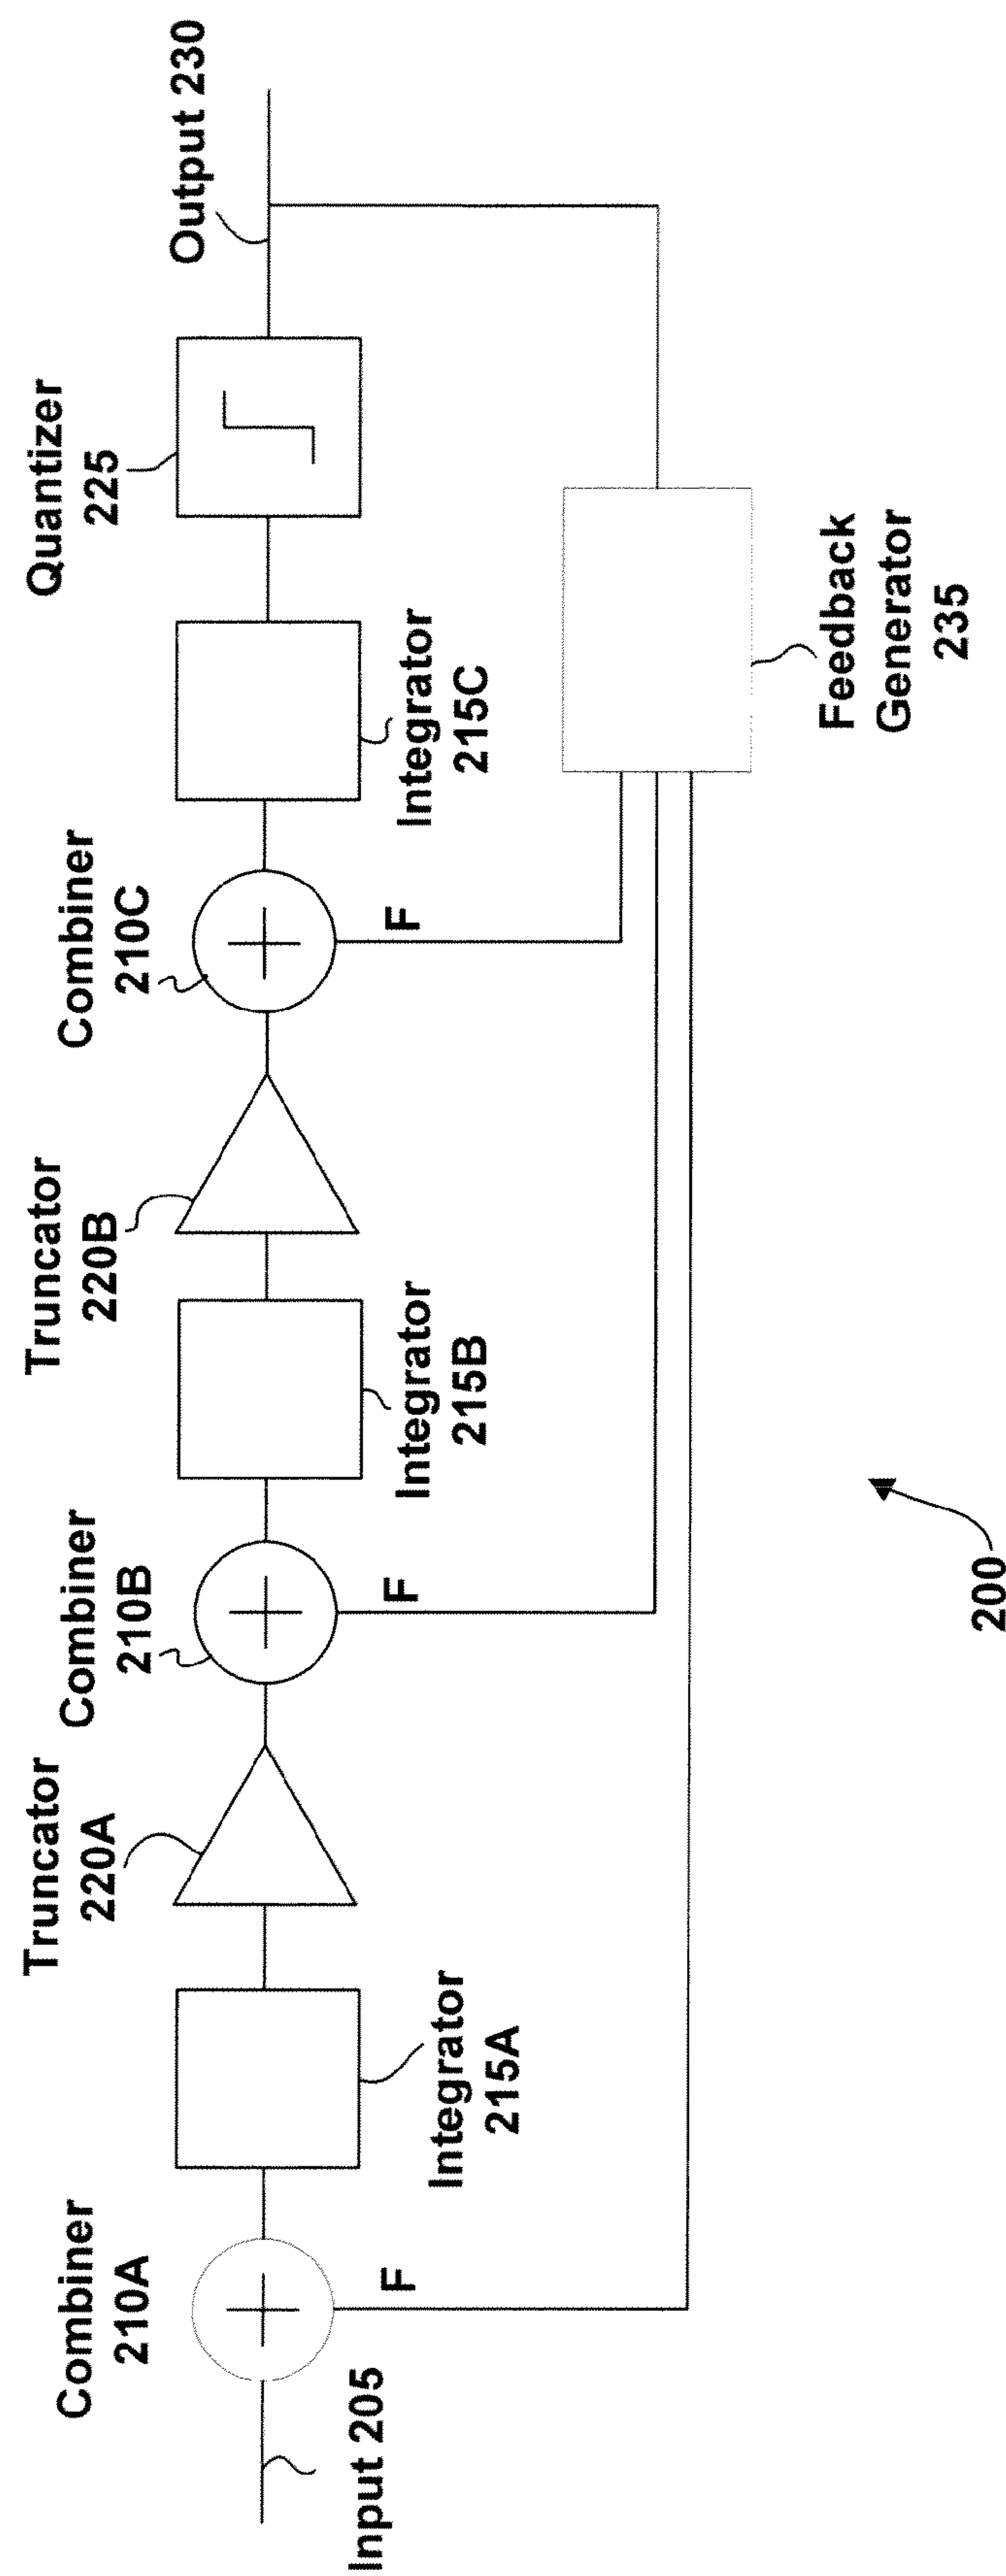 Input 205
Combiner
210A
F
Integrator
215A
Truncator
220A
Combiner
210B
F
Integrator
215B
Truncator
220B
Combiner
210C
F
Integrator
215C
Quantizer
225
Output 230
Feedback
Generator
235
200